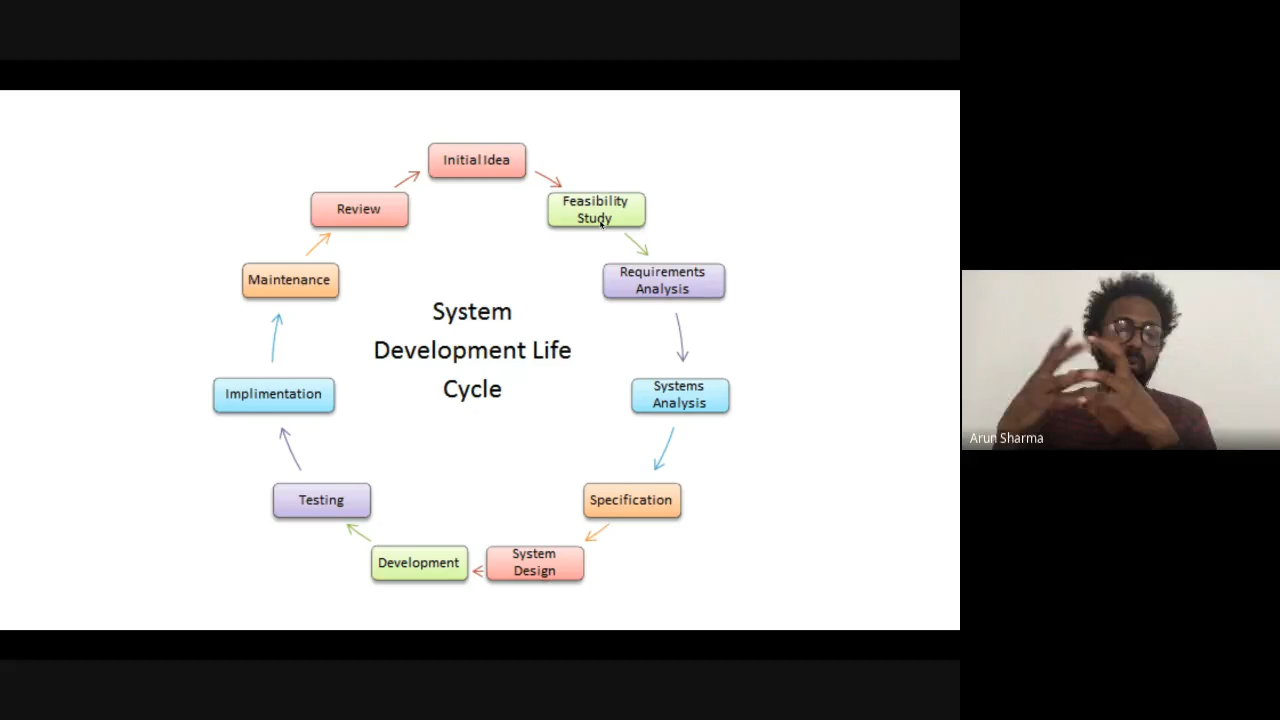 Initial Idea
Feasibility
Study
Requirements
Analysis
Systems
Analysis
Specification
System
Design
Development
Testing
Implimentation
Maintenance
Review
System
Development Life
Cycle
Arun Sharma